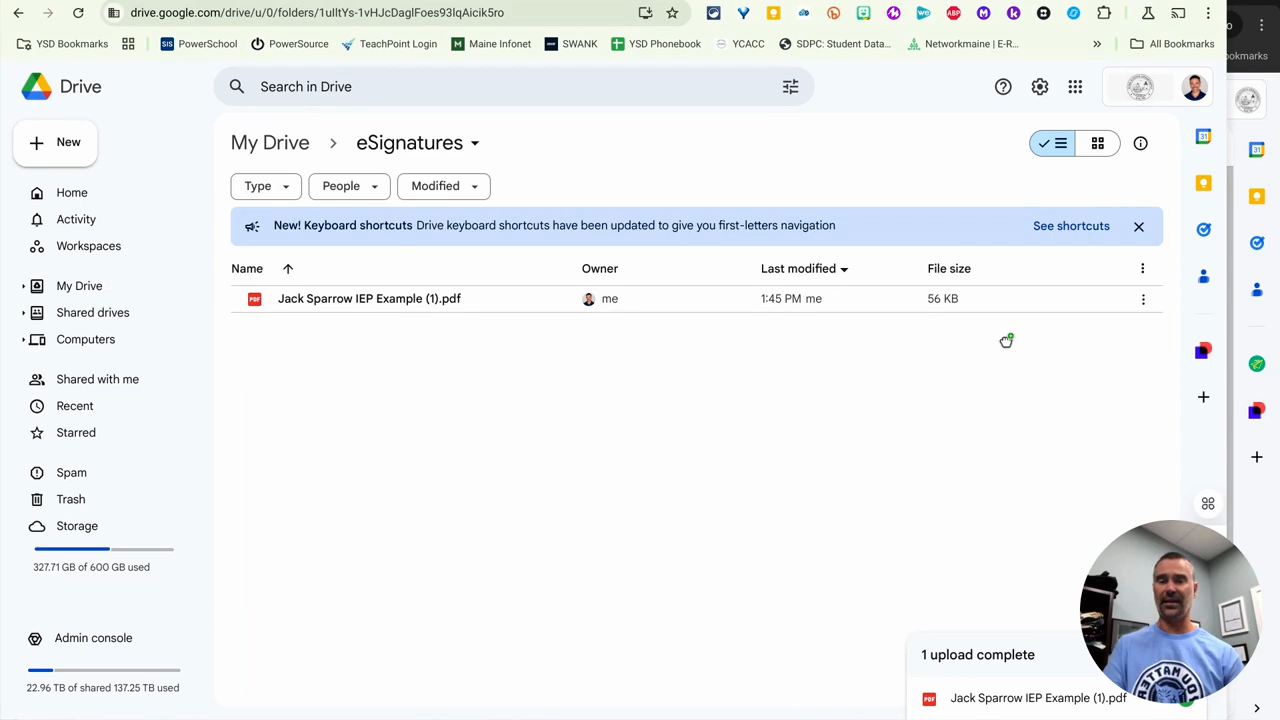 drive.google.com/drive/u/0/folders/1uIltYs-1vHJcDagIFoes93lqAicik5ro
YSD Bookmarks
SIS PowerSchool
PowerSource
TeachPoint Login
M Maine Infonet
SWANK
YSD Phonebook
YCACC
SDPC: Student Data...
Networkmaine | E-R...
»
All Bookmarks
okmarks
Drive
Search in Drive
New
My Drive > eSignatures
Type
People
Modified
New! Keyboard shortcuts Drive keyboard shortcuts have been updated to give you first-letters navigation
See shortcuts
Name
Owner
Last modified
File size
PDF Jack Sparrow IEP Example (1).pdf
me
1:45 PM me
56 KB
Home
Activity
Workspaces
My Drive
Shared drives
Computers
Shared with me
Recent
Starred
Spam
Trash
Storage
327.71 GB of 600 GB used
Admin console
22.96 TB of shared 137.25 TB used
1 upload complete
PDF Jack Sparrow IEP Example (1).pdf